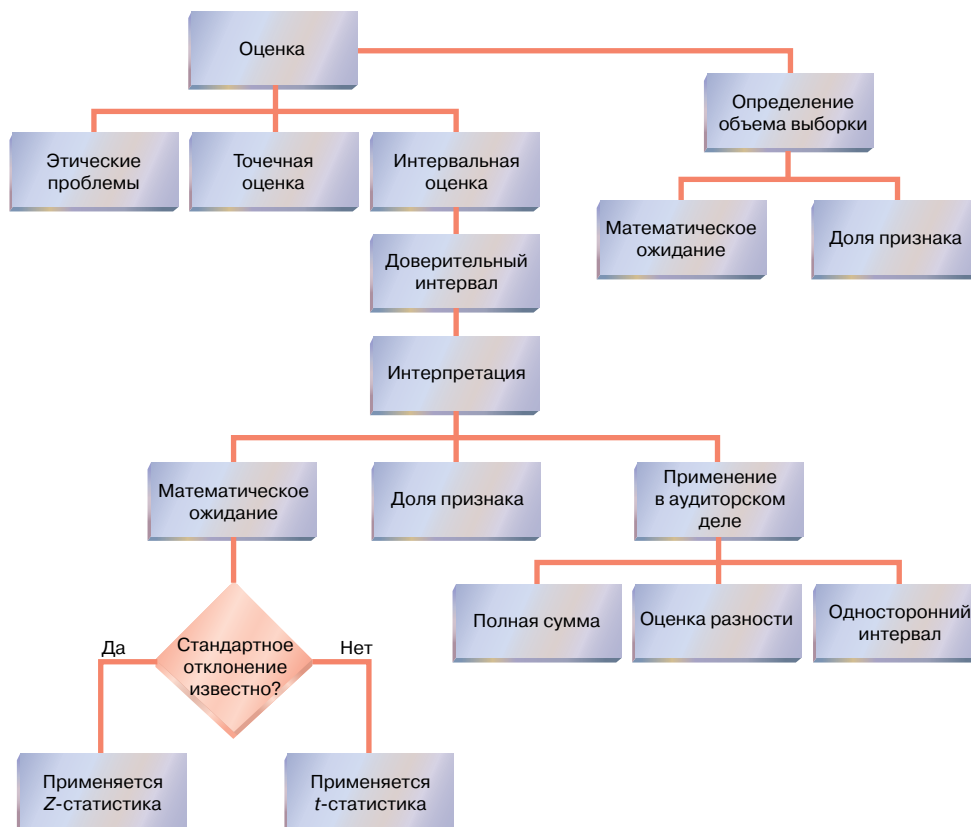 Оценка
Определение
объема выборки
Этические
проблемы
Точечная
оценка
Интервальная
оценка
Математическое
ожидание
Доля признака
Доверительный
интервал
Интерпретация
Математическое
ожидание
Доля признака
Применение
в аудиторском
деле
Полная сумма
Оценка разности
Односторонний
интервал
Да
Стандартное
отклонение
известно?
Нет
Применяется
Z-статистика
Применяется
t-статистика